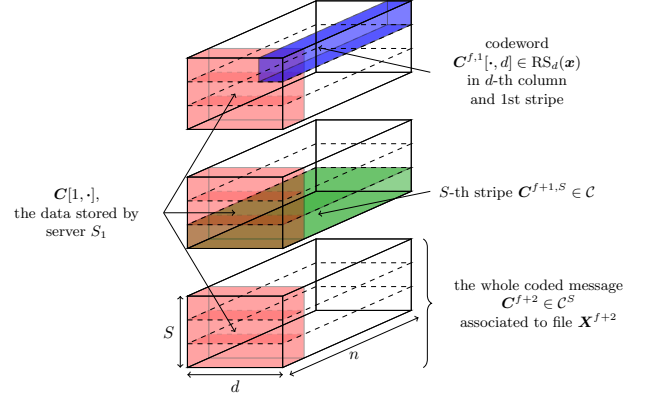 codeword
𝑪^{f,1}[·, d] ∈ RS_d(𝒙)
in d-th column
and 1st stripe
𝑪[1, ·],
the data stored by
server S_1
S-th stripe 𝑪^{f+1,S} ∈ 𝒞
the whole coded message
𝑪^{f+2} ∈ 𝒞^S
associated to file 𝑿^{f+2}
S
n
d